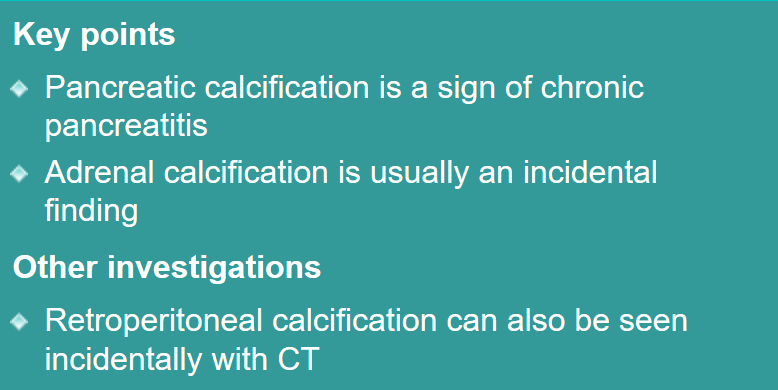 Key points
Pancreatic calcification is a sign of chronic
pancreatitis
Adrenal calcification is usually an incidental
finding
Other investigations
Retroperitoneal calcification can also be seen
incidentally with CT